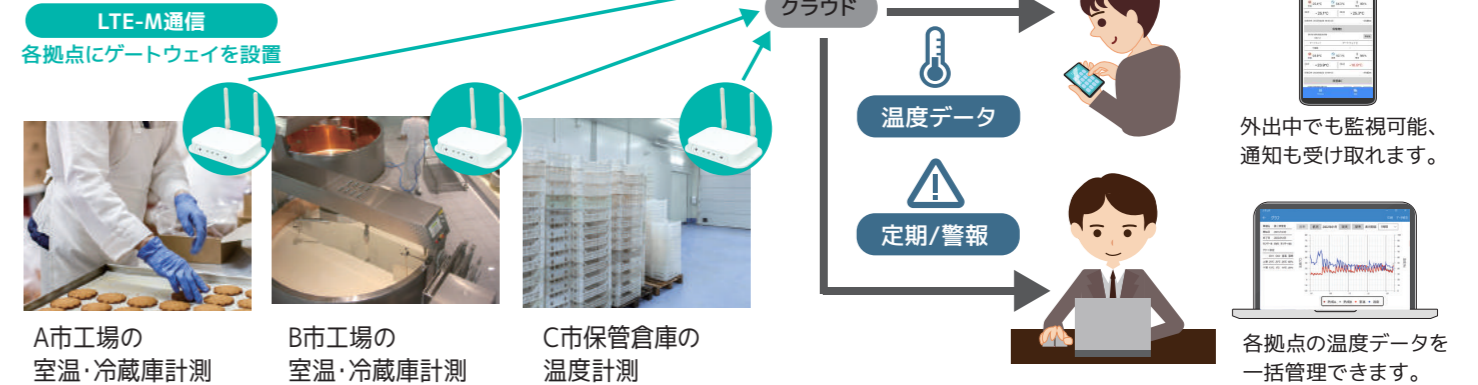 LTE-M通信
各拠点にゲートウェイを設置
クラウド
温度データ
定期/警報
外出中でも監視可能、
通知も受け取れます。
各拠点の温度データを
一括管理できます。
A市工場の
室温・冷蔵庫計測
B市工場の
室温・冷蔵庫計測
C市保管倉庫の
温度計測